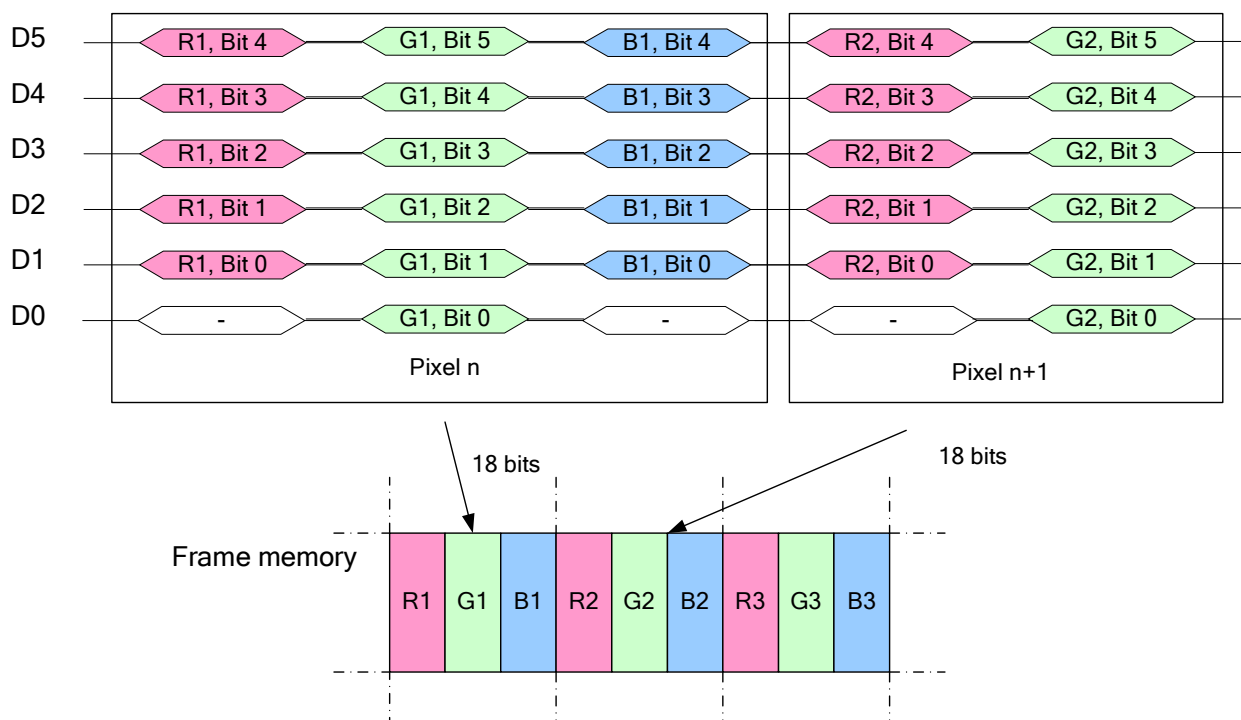 D5 R1, Bit 4 G1, Bit 5 B1, Bit 4 R2, Bit 4 G2, Bit 5
D4 R1, Bit 3 G1, Bit 4 B1, Bit 3 R2, Bit 3 G2, Bit 4
D3 R1, Bit 2 G1, Bit 3 B1, Bit 2 R2, Bit 2 G2, Bit 3
D2 R1, Bit 1 G1, Bit 2 B1, Bit 1 R2, Bit 1 G2, Bit 2
D1 R1, Bit 0 G1, Bit 1 B1, Bit 0 R2, Bit 0 G2, Bit 1
D0 - G1, Bit 0 - - G2, Bit 0
Pixel n Pixel n+1
18 bits 18 bits
Frame memory
R1 G1 B1 R2 G2 B2 R3 G3 B3